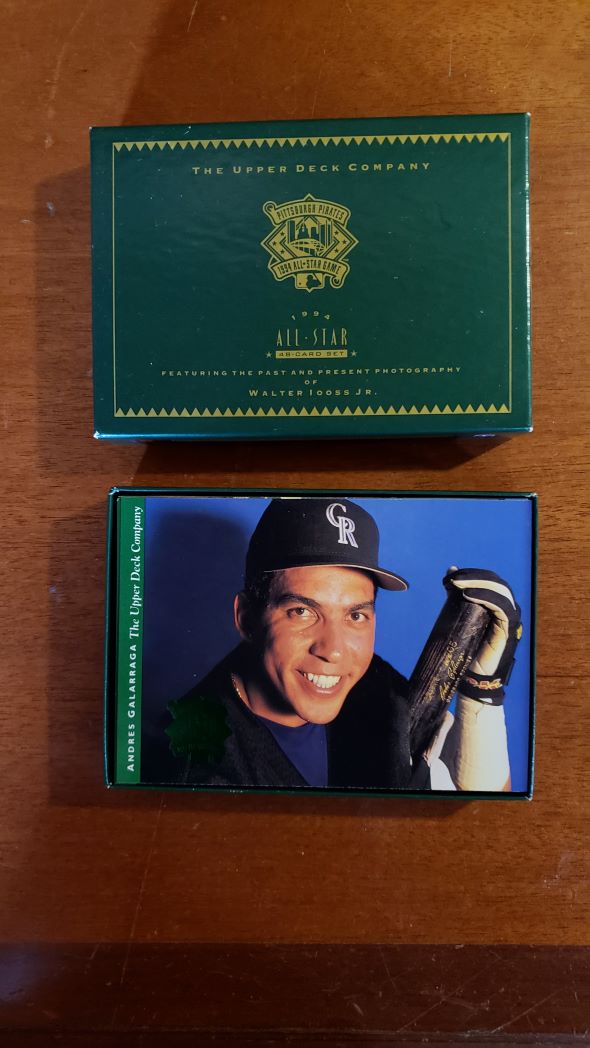 THE UPPER DECK COMPANY
PITTSBURGH PIRATES
1994 ALL-STAR GAME
1994
ALL-STAR
48-CARD SET
FEATURING THE PAST AND PRESENT PHOTOGRAPHY
OF
WALTER IOOSS JR.
ANDRES GALARRAGA The Upper Deck Company
CR